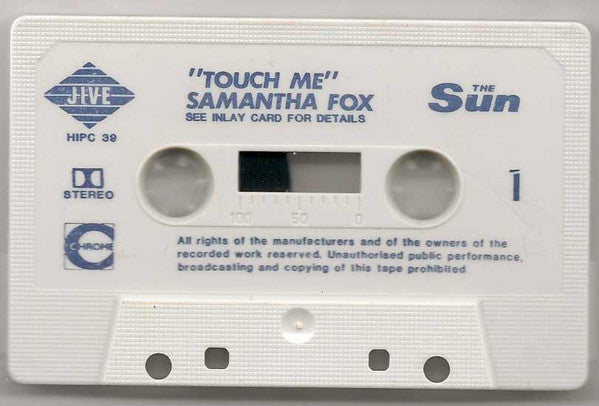 JIVE
HIPC 39
"TOUCH ME"
SAMANTHA FOX
SEE INLAY CARD FOR DETAILS
THE
Sun
STEREO
1
100 50 0
CHROME
All rights of the manufacturers and of the owners of the
recorded work reserved. Unauthorised public performance,
broadcasting and copying of this tape prohibited